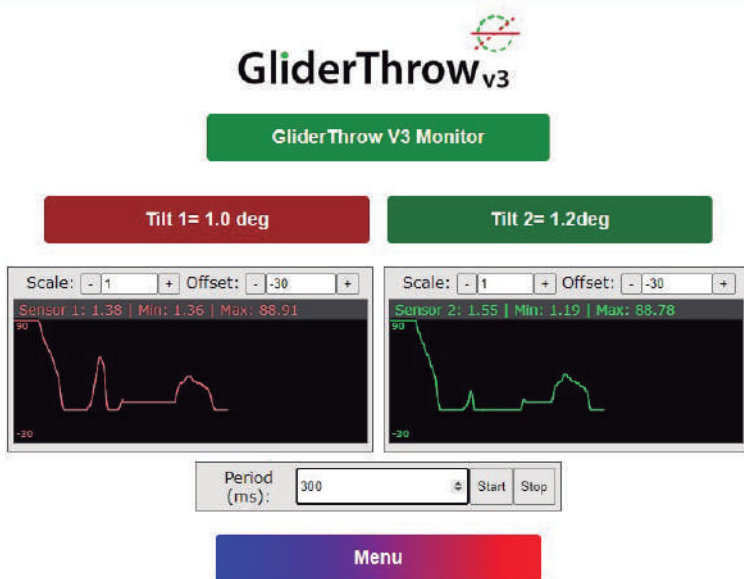 GliderThrow v3
GliderThrow V3 Monitor
Tilt 1= 1.0 deg
Tilt 2= 1.2deg
Scale: - 1 + Offset: - -30 +
Scale: - 1 + Offset: - -30 +
Sensor 1: 1.38 | Min: 1.36 | Max: 88.91
Sensor 2: 1.55 | Min: 1.19 | Max: 88.78
90
90
-30
-30
Period
(ms):
300
Start
Stop
Menu